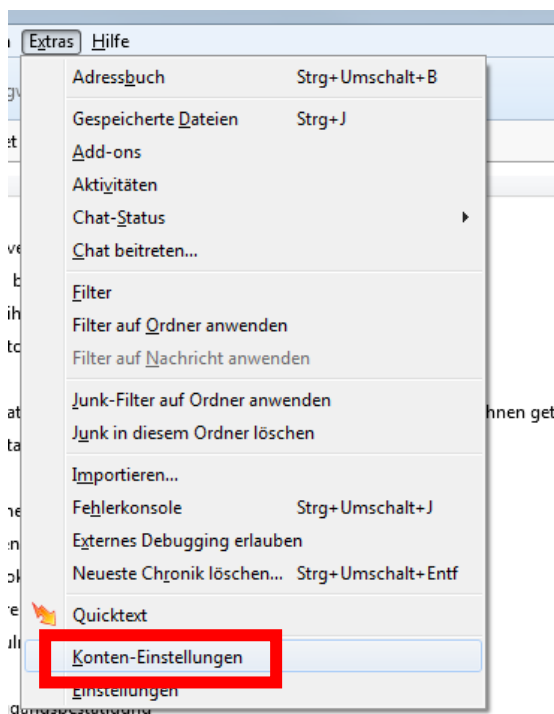 Extras Hilfe
Adressbuch Strg+Umschalt+B
Gespeicherte Dateien Strg+J
Add-ons
Aktivitäten
Chat-Status
Chat beitreten...
Filter
Filter auf Ordner anwenden
Filter auf Nachricht anwenden
Junk-Filter auf Ordner anwenden
hnen get
Junk in diesem Ordner löschen
Importieren...
Fehlerkonsole Strg+Umschalt+J
Externes Debugging erlauben
Neueste Chronik löschen... Strg+Umschalt+Entf
Quicktext
Konten-Einstellungen
Einstellungen